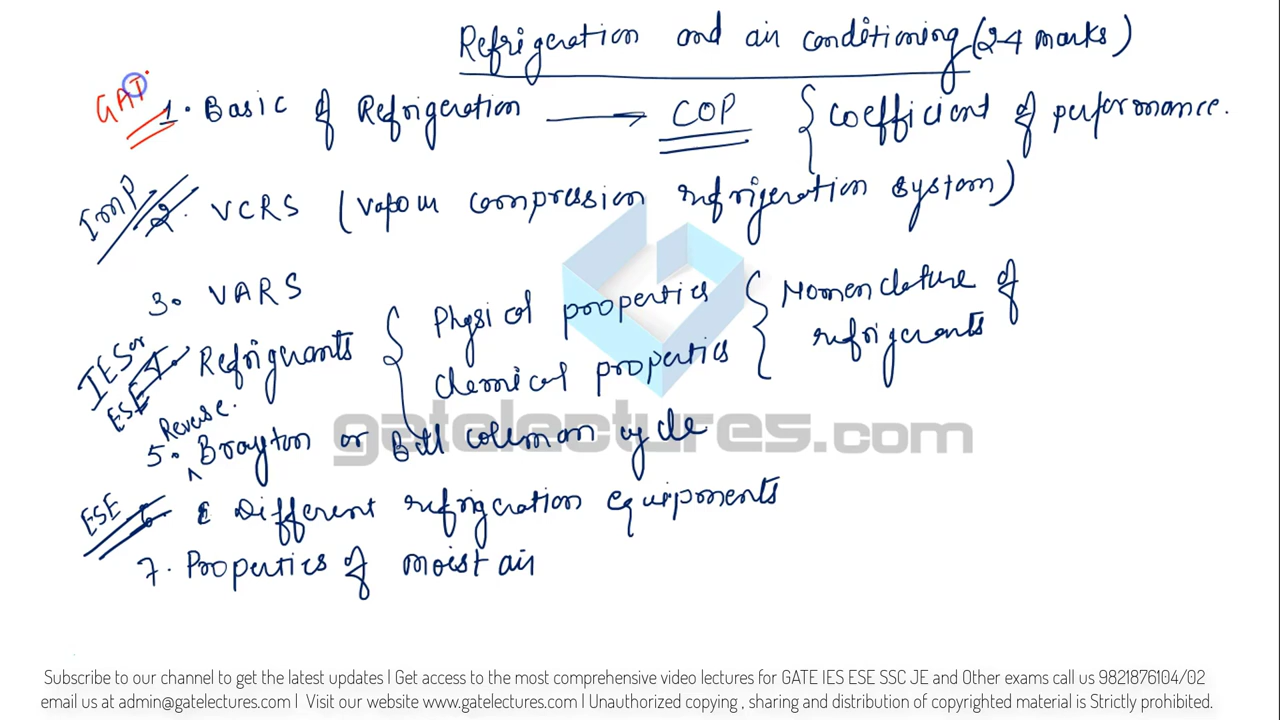 Refrigeration and air conditioning (24 marks)
GAT 1. Basic of Refrigeration → COP { Coefficient of performance.
Imp 2. VCRS (Vapour compression refrigeration system)
3. VARS
IES or ESE 4. Refrigerants { Physical properties { Nomenclature of
chemical properties refrigerants
Reverse.
5. ^ Brayton or Bell coleman cycle
ESE 6 Different refrigeration equipments
7. Properties of moist air
gatelectures.com
Subscribe to our channel to get the latest updates | Get access to the most comprehensive video lectures for GATE IES ESE SSC JE and Other exams call us 9821876104/02
email us at admin@gatelectures.com | Visit our website www.gatelectures.com | Unauthorized copying , sharing and distribution of copyrighted material is Strictly prohibited.